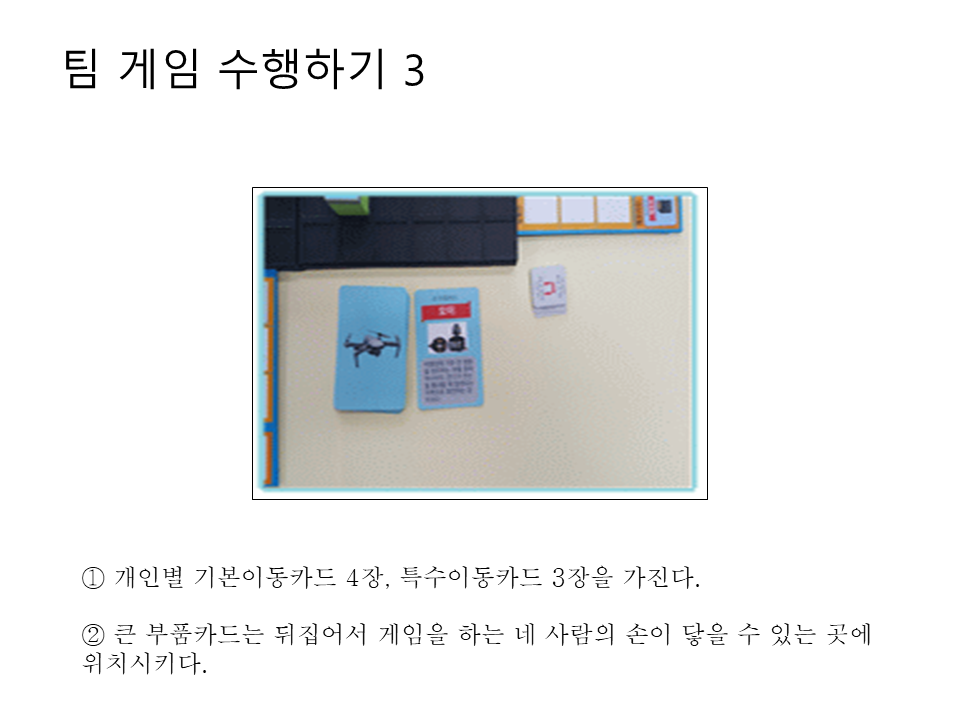 팀 게임 수행하기 3
모터
① 개인별 기본이동카드 4장, 특수이동카드 3장을 가진다.
② 큰 부품카드는 뒤집어서 게임을 하는 네 사람의 손이 닿을 수 있는 곳에
위치시키다.